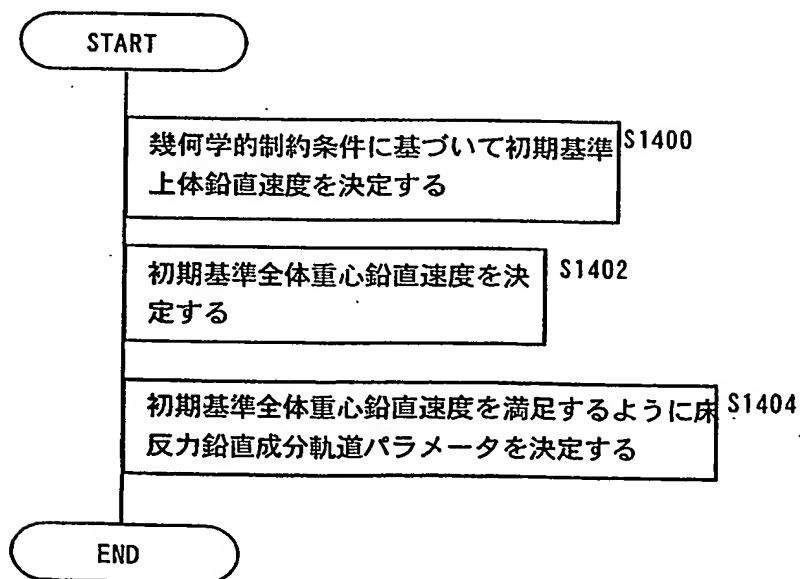 START
幾何学的制約条件に基づいて初期基準
上体鉛直速度を決定する
S1400
初期基準全体重心鉛直速度を決
定する
S1402
初期基準全体重心鉛直速度を満足するように床
反力鉛直成分軌道パラメータを決定する
S1404
END